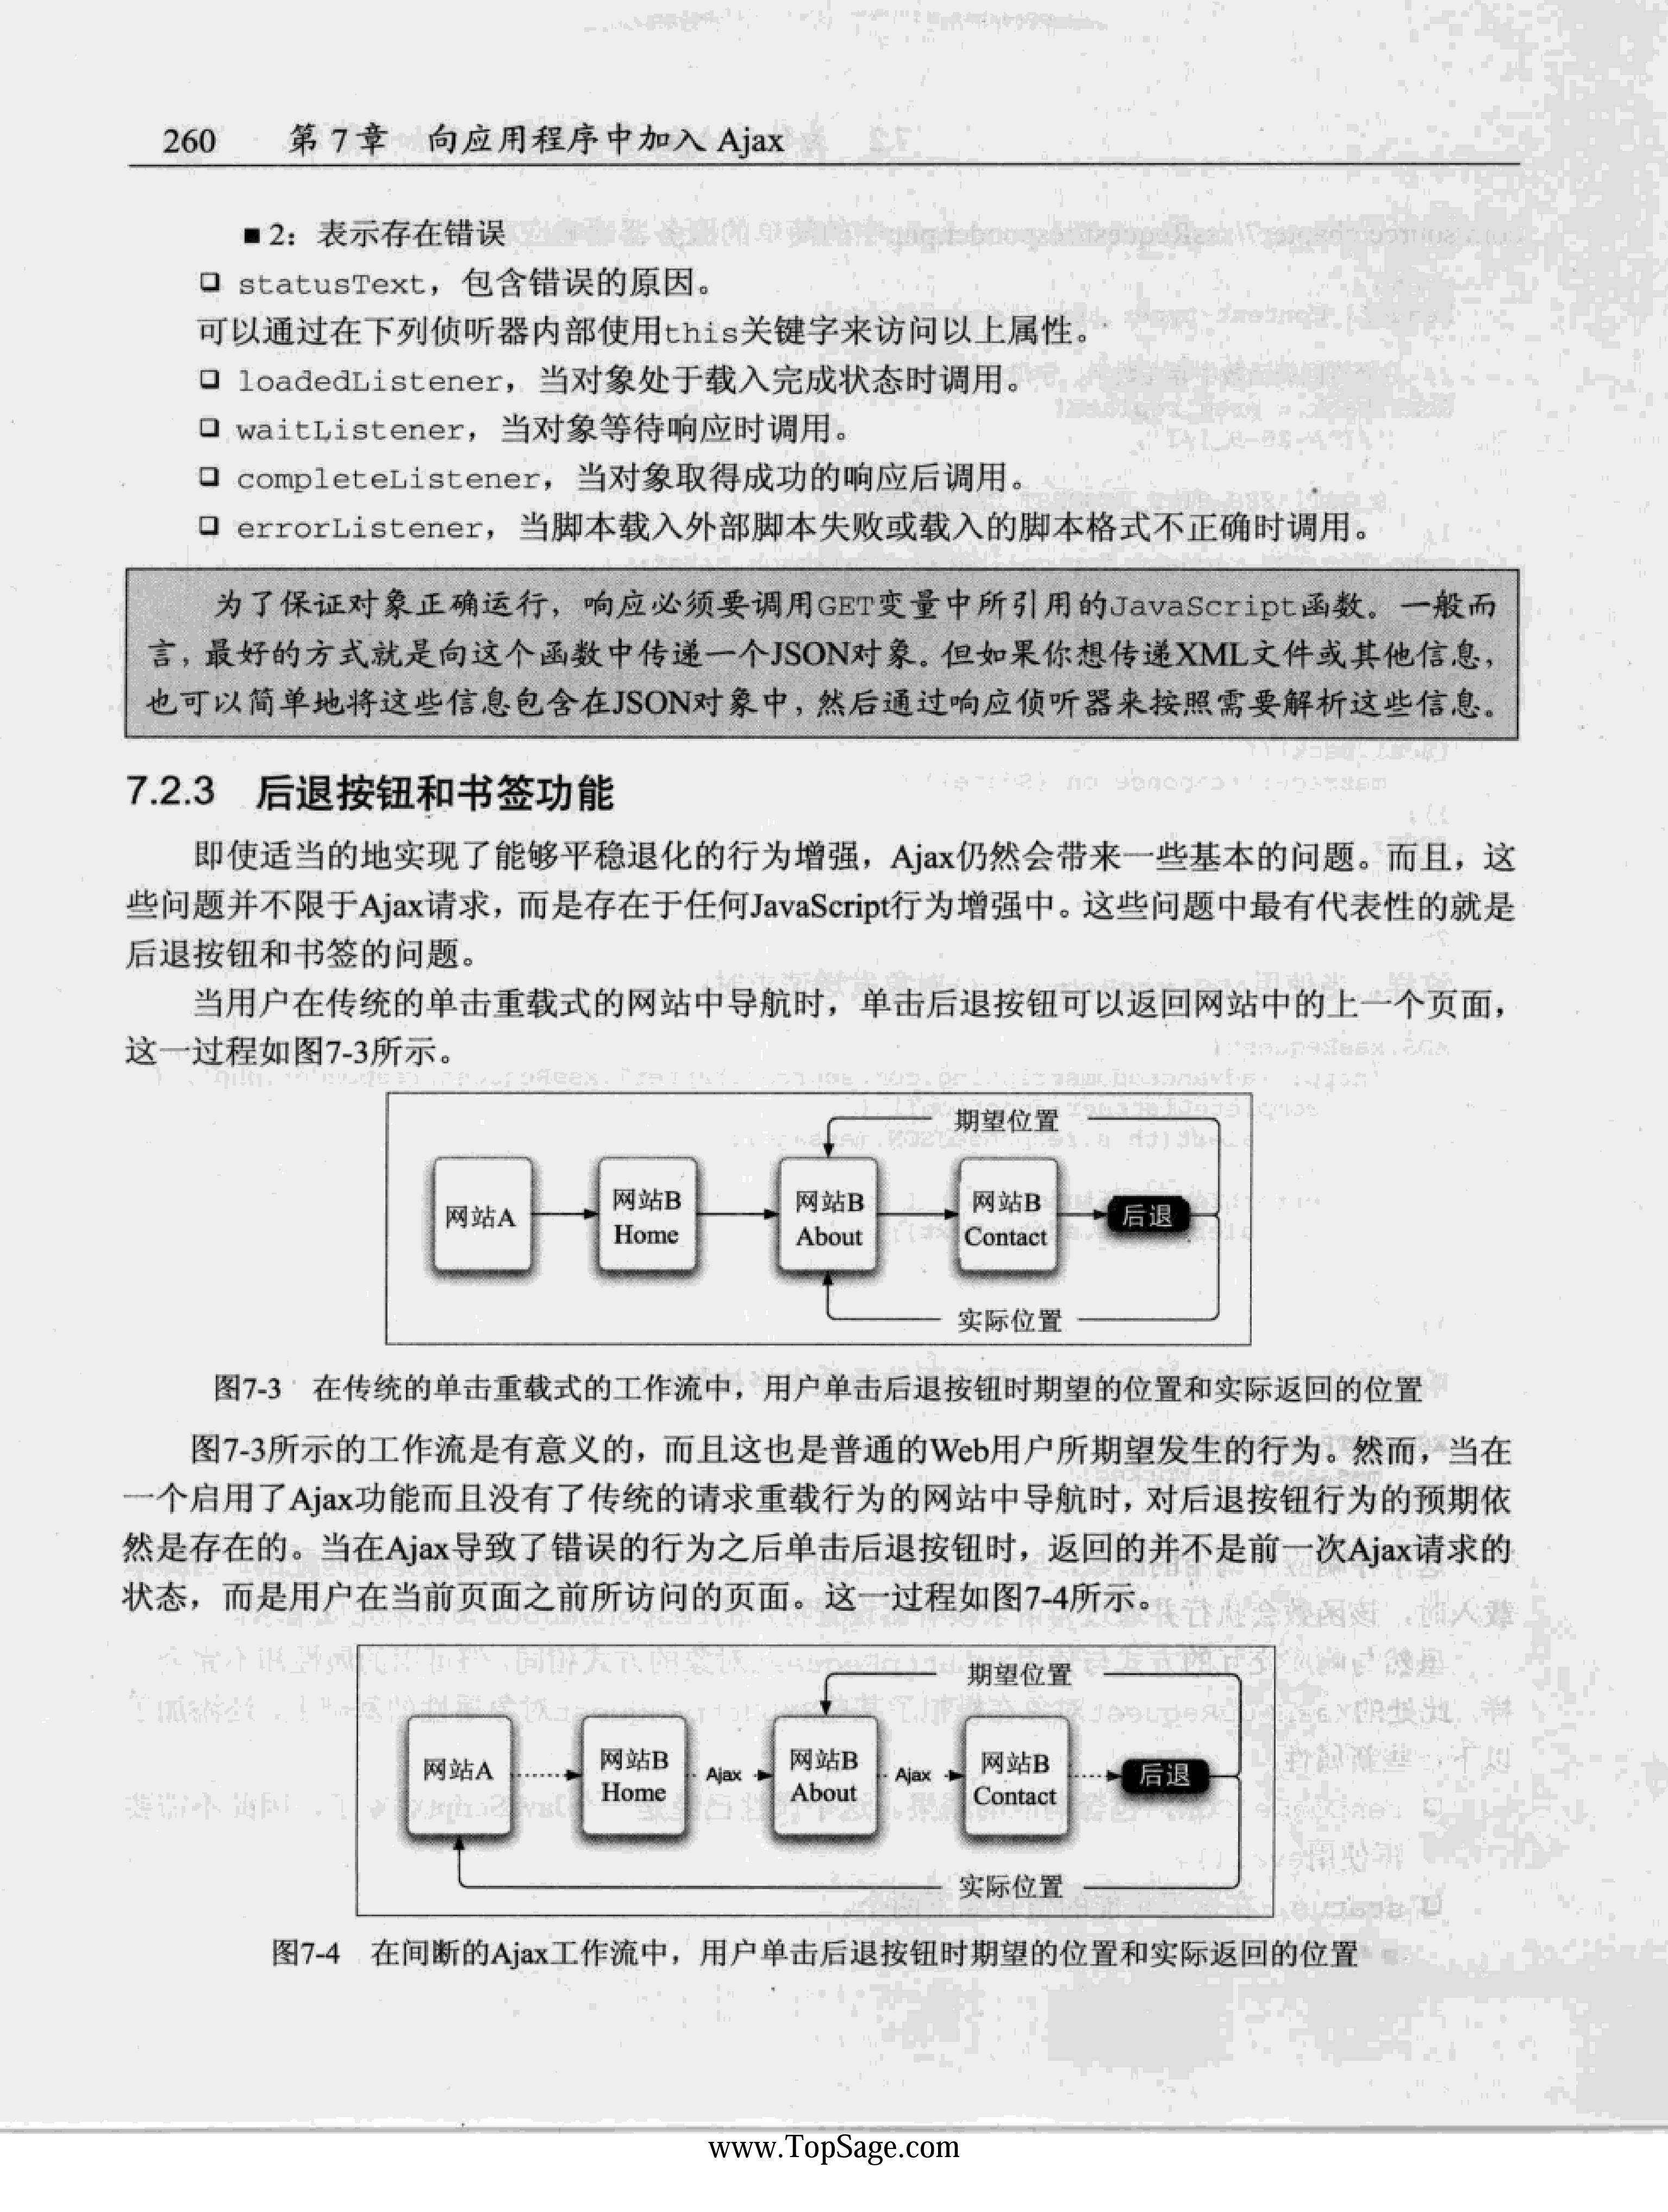 260 第 7 章 向应用程序中加入 Ajax
■ 2：表示存在错误
❑ statusText，包含错误的原因。
可以通过在下列侦听器内部使用this关键字来访问以上属性。
❑ loadedListener，当对象处于载入完成状态时调用。
❑ waitListener，当对象等待响应时调用。
❑ completeListener，当对象取得成功的响应后调用。
❑ errorListener，当脚本载入外部脚本失败或载入的脚本格式不正确时调用。
为了保证对象正确运行，响应必须要调用GET变量中所引用的JavaScript函数。一般而
言，最好的方式就是向这个函数中传递一个JSON对象。但如果你想传递XML文件或其他信息，
也可以简单地将这些信息包含在JSON对象中，然后通过响应侦听器来按照需要解析这些信息。
7.2.3 后退按钮和书签功能
即使适当的地实现了能够平稳退化的行为增强，Ajax仍然会带来一些基本的问题。而且，这
些问题并不限于Ajax请求，而是存在于任何JavaScript行为增强中。这些问题中最有代表性的就是
后退按钮和书签的问题。
当用户在传统的单击重载式的网站中导航时，单击后退按钮可以返回网站中的上一个页面，
这一过程如图7-3所示。
期望位置
网站A 网站B Home 网站B About 网站B Contact 后退
实际位置
图7-3 在传统的单击重载式的工作流中，用户单击后退按钮时期望的位置和实际返回的位置
图7-3所示的工作流是有意义的，而且这也是普通的Web用户所期望发生的行为。然而，当在
一个启用了Ajax功能而且没有了传统的请求重载行为的网站中导航时，对后退按钮行为的预期依
然是存在的。当在Ajax导致了错误的行为之后单击后退按钮时，返回的并不是前一次Ajax请求的
状态，而是用户在当前页面之前所访问的页面。这一过程如图7-4所示。
期望位置
网站A 网站B Home Ajax 网站B About Ajax 网站B Contact 后退
实际位置
图7-4 在间断的Ajax工作流中，用户单击后退按钮时期望的位置和实际返回的位置
www.TopSage.com